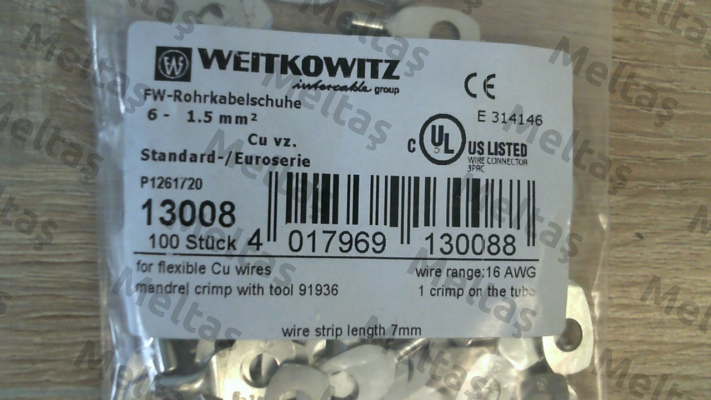 WEITKOWITZ
intercable group
FW-Rohrkabelschuhe
6 - 1.5 mm²
Cu vz.
Standard-/Euroserie
P1261/20
13008
100 Stück
CE
E 314146
C UL US LISTED
WIRE CONNECTOR
4 017969 130088
for flexible Cu wires
wire range:16 AWG
mandrel crimp with tool 91936
1 crimp on the tube
wire strip length 7mm
Meltaş